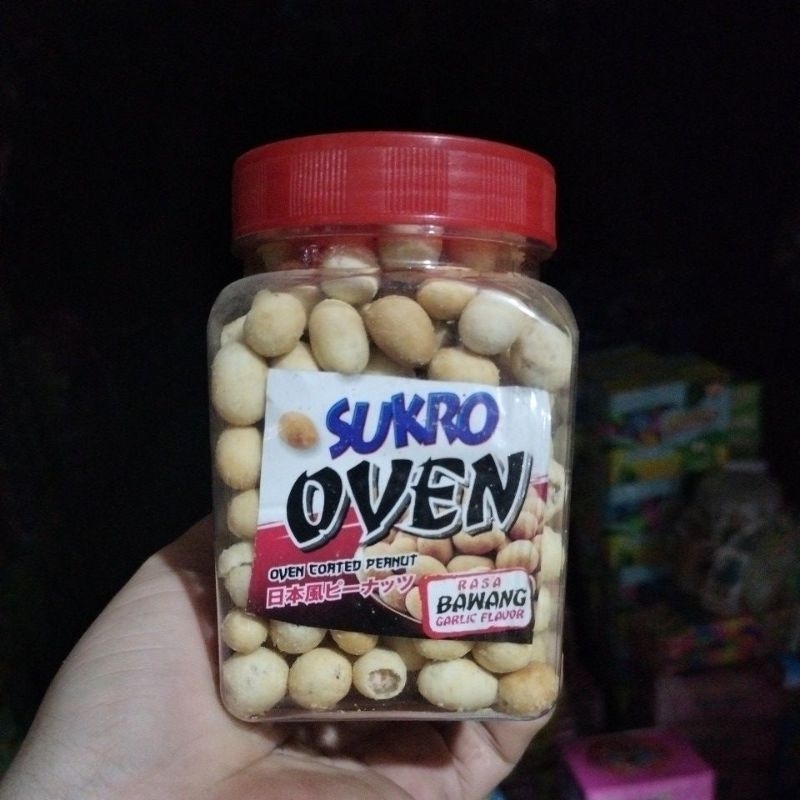 SUKRO
OVEN
OVEN COATED PEANUT
日本風ピーナッツ
RASA
BAWANG
GARLIC FLAVOR